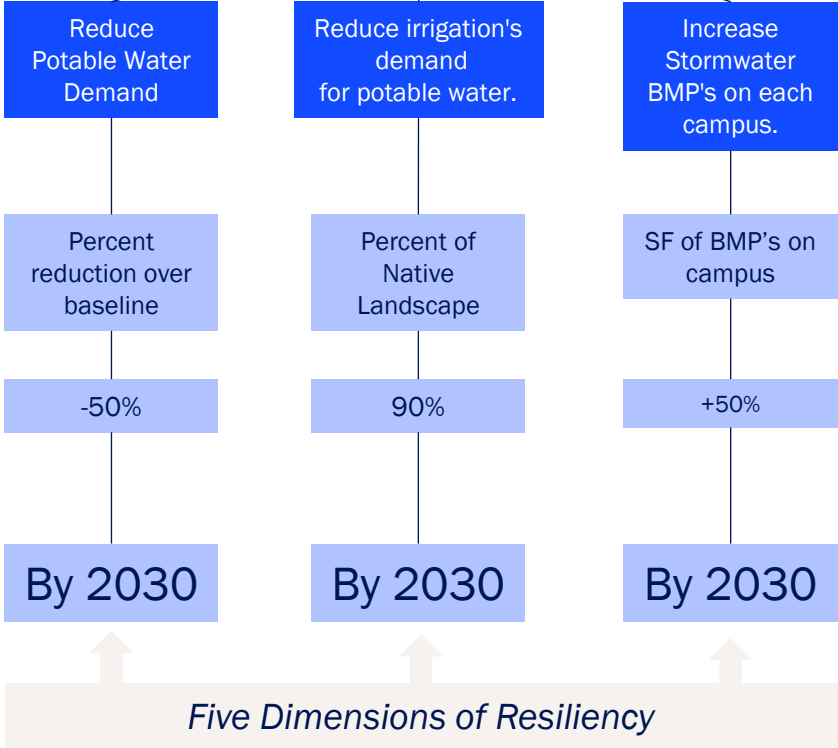 Reduce
Potable Water
Demand
Reduce irrigation's
demand
for potable water.
Increase
Stormwater
BMP's on each
campus.
Percent
reduction over
baseline
Percent of
Native
Landscape
SF of BMP’s on
campus
-50%
90%
+50%
By 2030
By 2030
By 2030
Five Dimensions of Resiliency